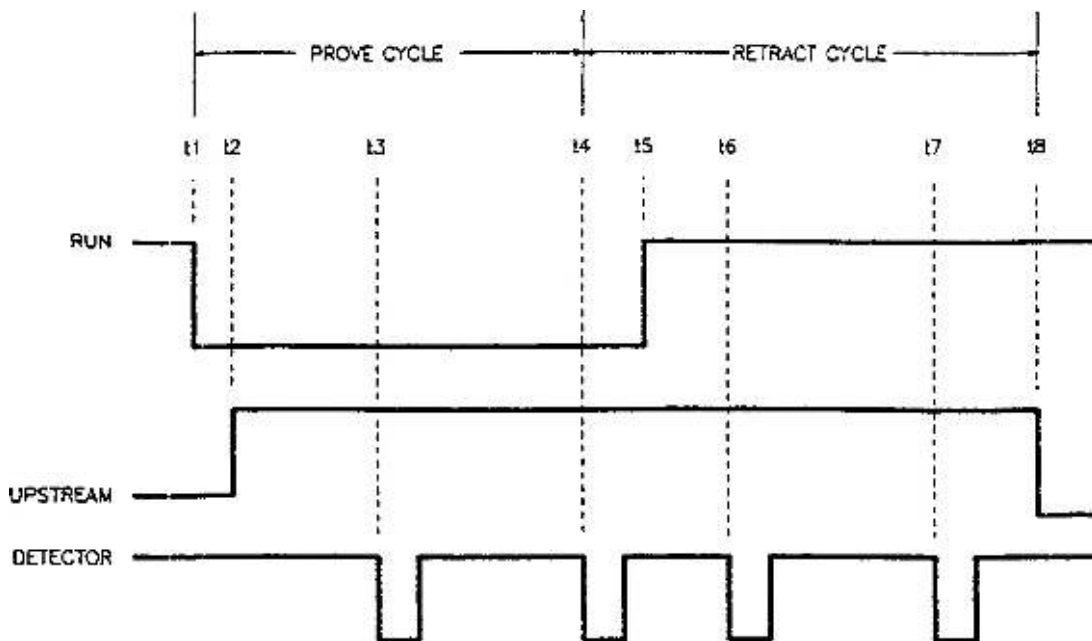 PROVE CYCLE RETRACT CYCLE
t1 t2 t3 t4 t5 t6 t7 t8
RUN
UPSTREAM
DETECTOR